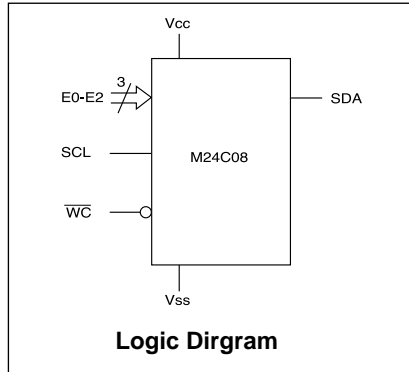 Vcc
3
E0-E2
SDA
SCL
M24C08
WC
Vss
Logic Dirgram